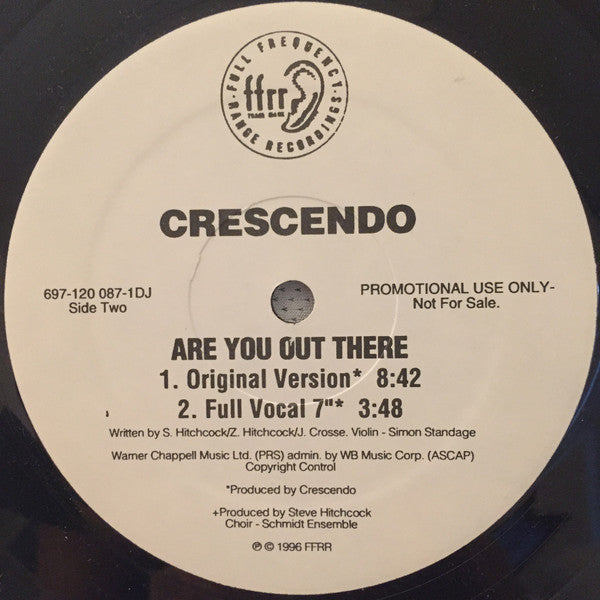 FULL FREQUENCY
ffrr
TRADE MARK
RANGE RECORDINGS
CRESCENDO
697-120 087-1DJ
Side Two
PROMOTIONAL USE ONLY-
Not For Sale.
ARE YOU OUT THERE
1. Original Version* 8:42
2. Full Vocal 7"* 3:48
Written by S. Hitchcock/Z. Hitchcock/J. Crosse. Violin - Simon Standage
Warner Chappell Music Ltd. (PRS) admin. by WB Music Corp. (ASCAP)
Copyright Control
*Produced by Crescendo
+Produced by Steve Hitchcock
Choir - Schmidt Ensemble
℗ © 1996 FFRR